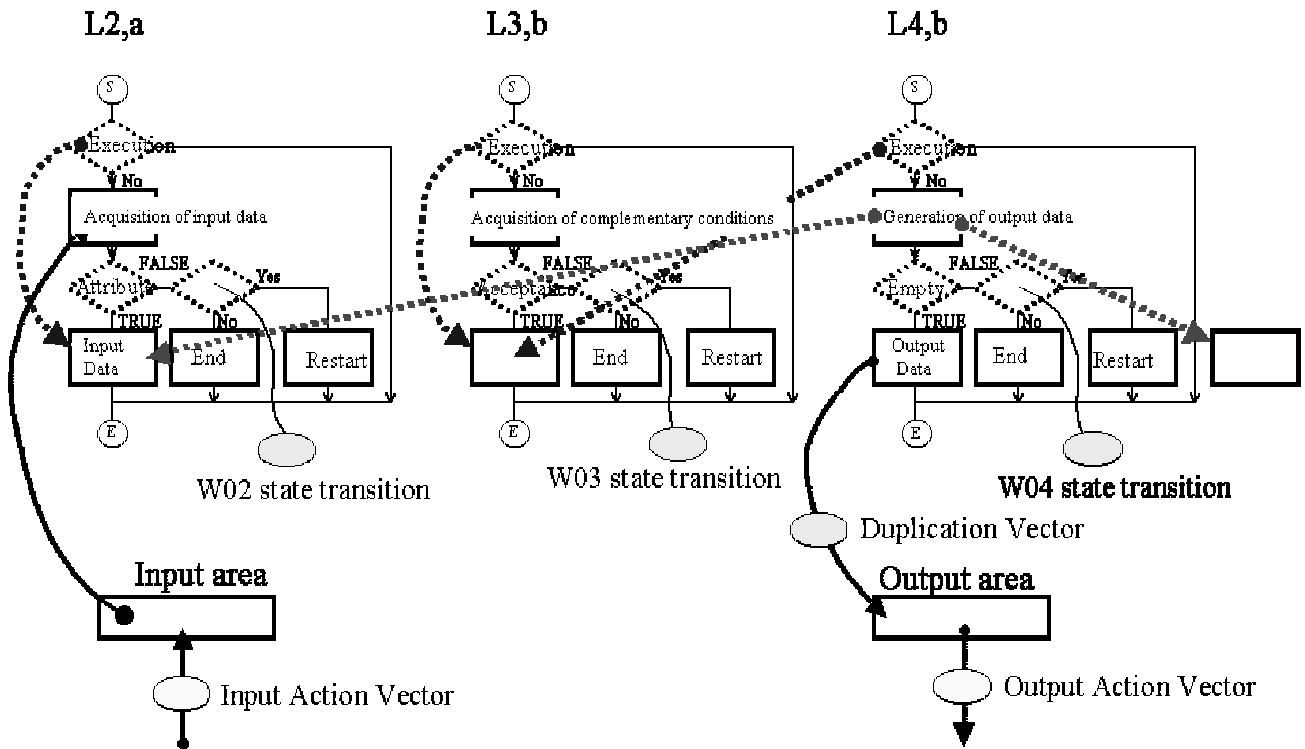 L2,a
L3,b
L4,b
S
S
S
Execution
Execution
Execution
No
No
No
Acquisition of input data
Acquisition of complementary conditions
Generation of output data
FALSE
Yes
FALSE
Yes
FALSE
Yes
Attribute
Acceptance
Empty
TRUE
No
TRUE
No
TRUE
No
Input
Data
End
Restart
End
Restart
Output
Data
End
Restart
E
E
E
W02 state transition
W03 state transition
W04 state transition
Duplication Vector
Input area
Output area
Input Action Vector
Output Action Vector